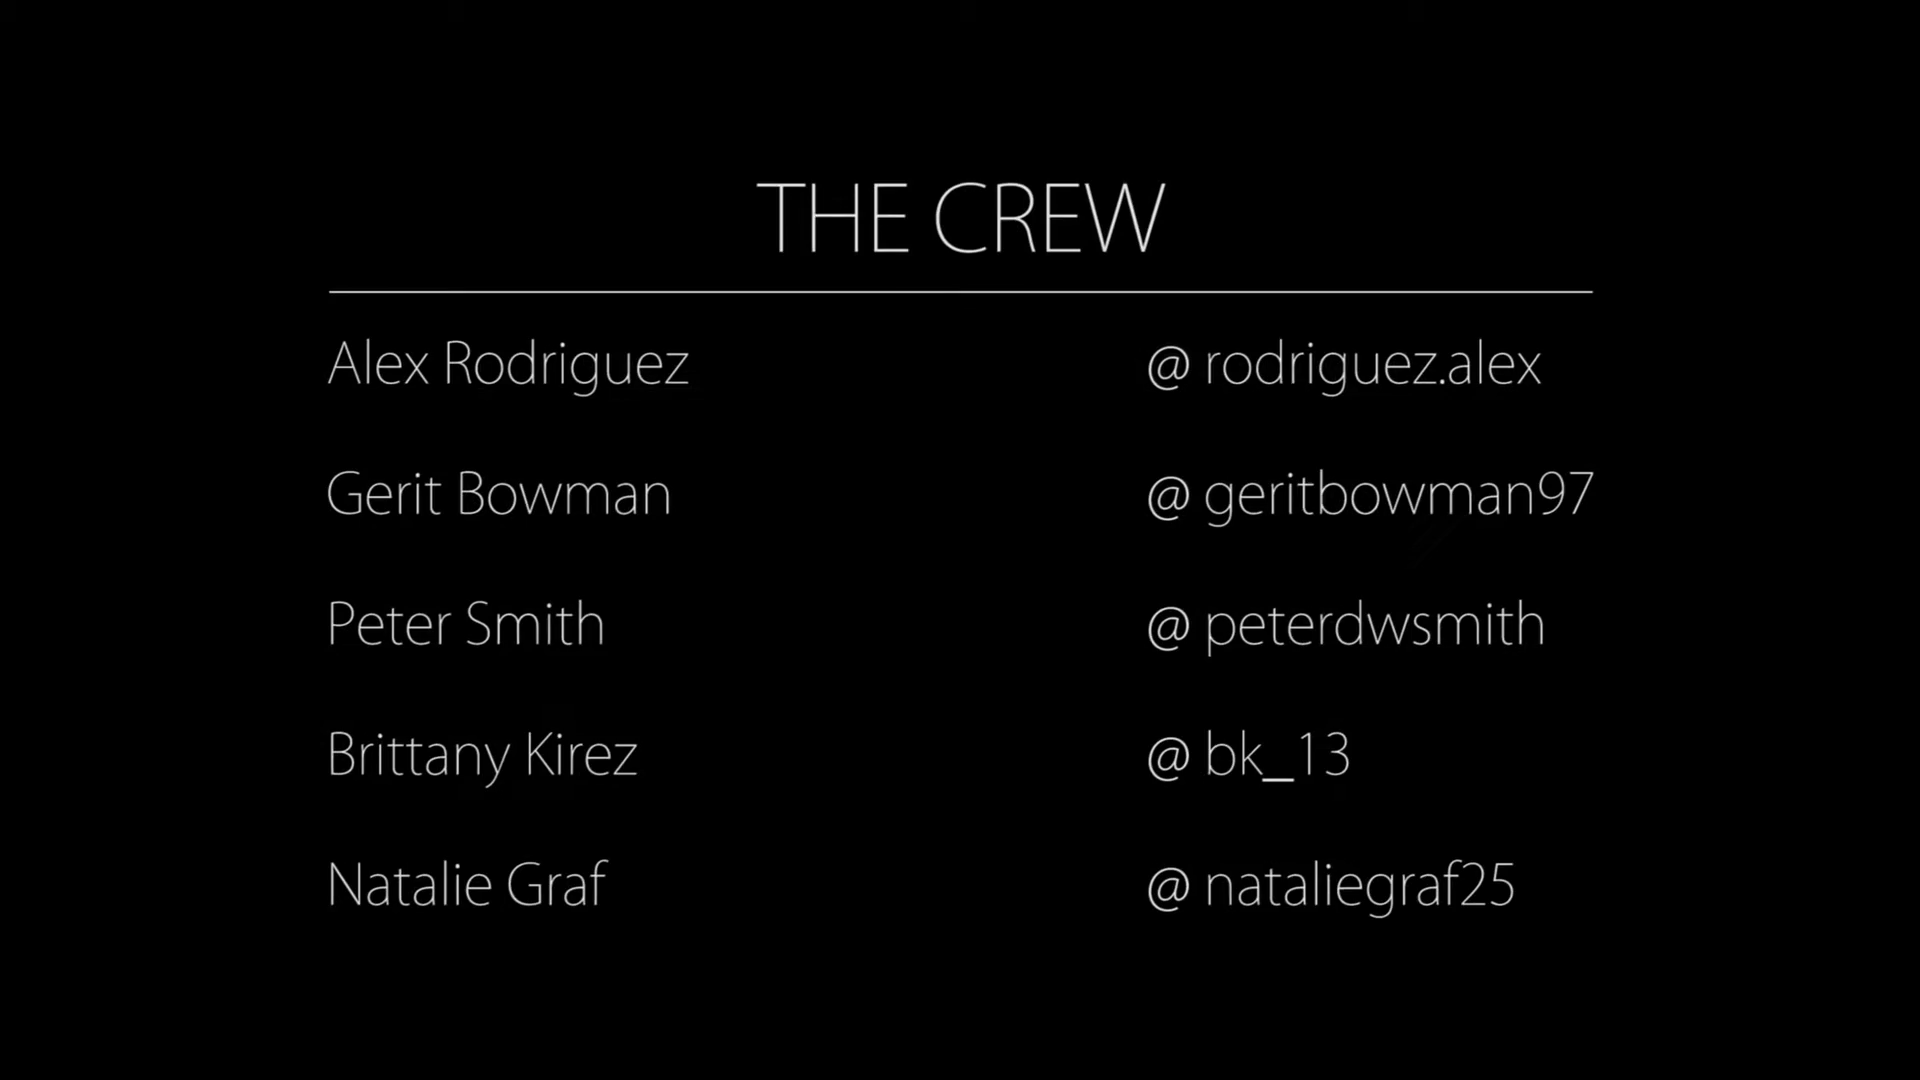 THE CREW
Alex Rodriguez @ rodriguez.alex
Gerit Bowman @ geritbowman97
Peter Smith @ peterdwsmith
Brittany Kirez @ bk_13
Natalie Graf @ nataliegraf25